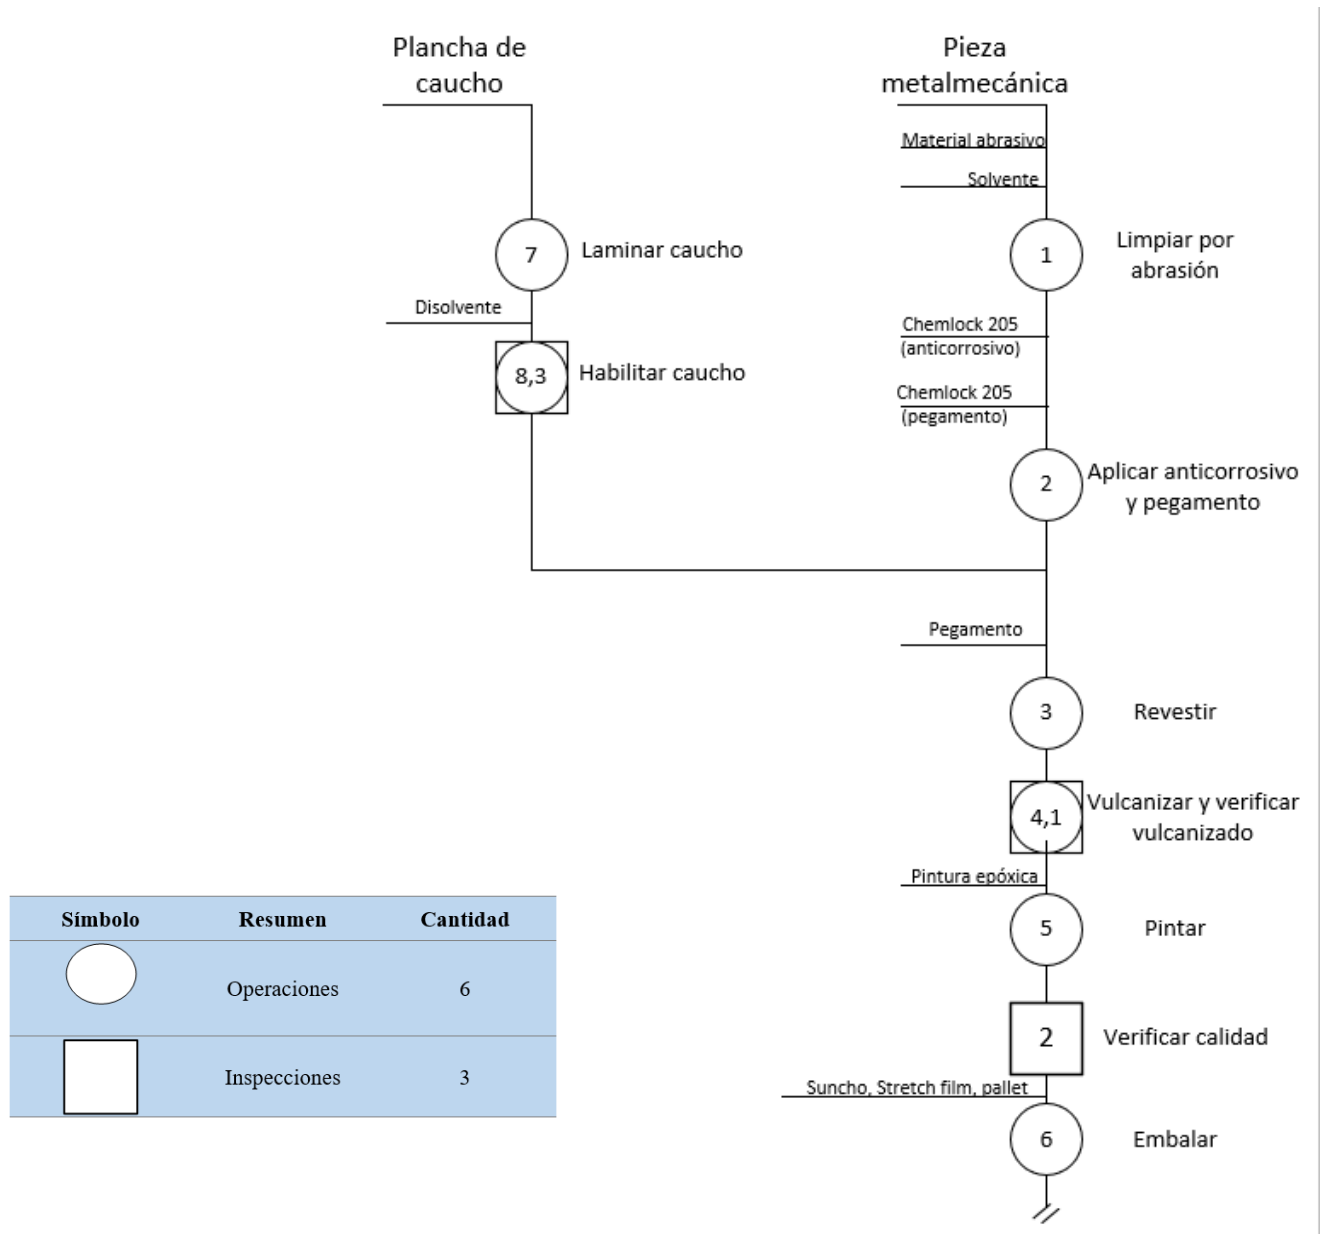 Plancha de
caucho
Pieza
metalmecánica
Material abrasivo
Solvente
7
Laminar caucho
1
Limpiar por
abrasión
Disolvente
Chemlock 205
(anticorrosivo)
8,3
Habilitar caucho
Chemlock 205
(pegamento)
2
Aplicar anticorrosivo
y pegamento
Pegamento
3
Revestir
4,1
Vulcanizar y verificar
vulcanizado
Pintura epóxica
5
Pintar
2
Verificar calidad
Suncho, Stretch film, pallet
6
Embalar
Símbolo Resumen Cantidad
Operaciones 6
Inspecciones 3